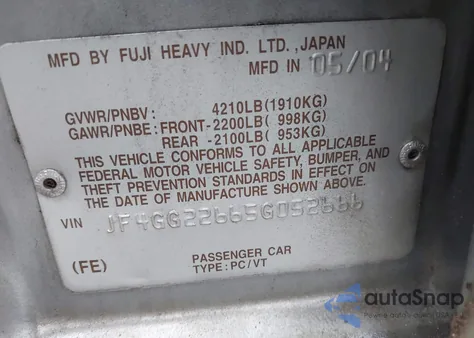 MFD BY FUJI HEAVY IND. LTD.,JAPAN
MFD IN 05/04
GVWR/PNBV: 4210LB(1910KG)
GAWR/PNBE: FRONT-2200LB( 998KG)
REAR -2100LB( 953KG)
THIS VEHICLE CONFORMS TO ALL APPLICABLE
FEDERAL MOTOR VEHICLE SAFETY, BUMPER, AND
THEFT PREVENTION STANDARDS IN EFFECT ON
THE DATE OF MANUFACTURE SHOWN ABOVE.
VIN JF4GG22665G052666
(FE) PASSENGER CAR
TYPE:PC/VT
autoSnap